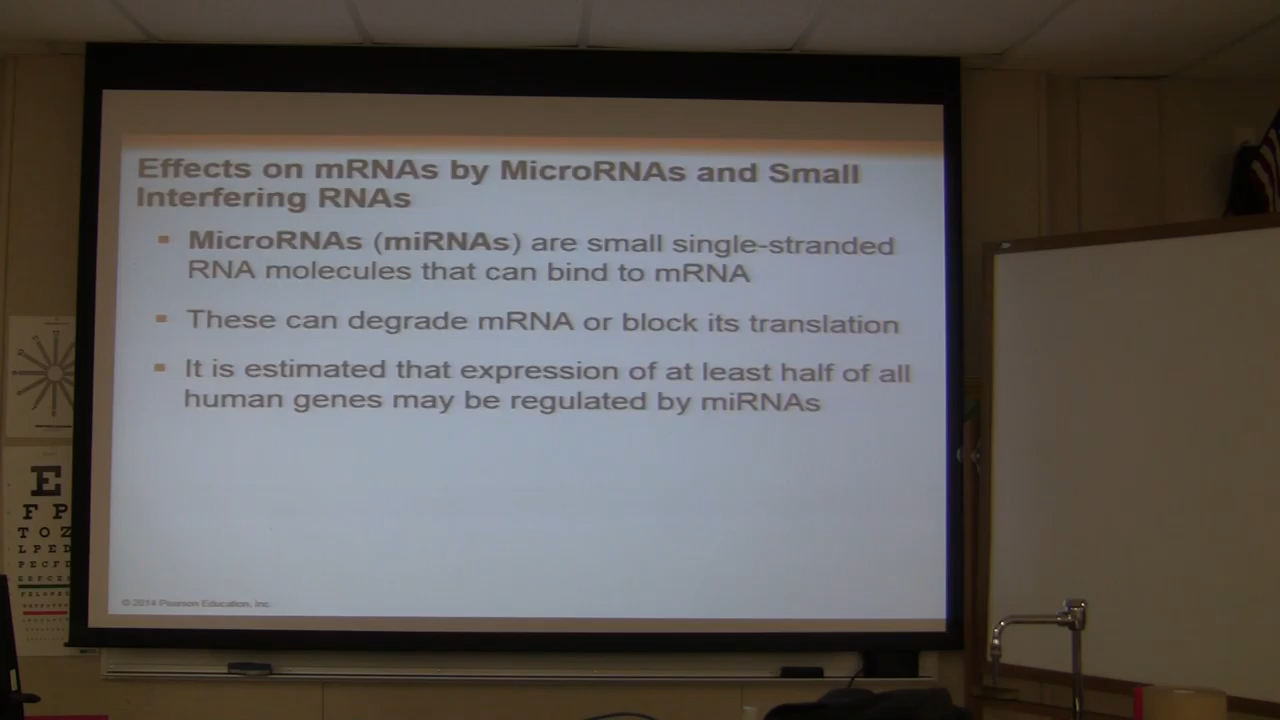 Effects on mRNAs by MicroRNAs and Small
Interfering RNAs
▪ MicroRNAs (miRNAs) are small single-stranded
RNA molecules that can bind to mRNA
▪ These can degrade mRNA or block its translation
▪ It is estimated that expression of at least half of all
human genes may be regulated by miRNAs
© 2014 Pearson Education, Inc.
E
F P
T O Z
L P E D
P E C F D